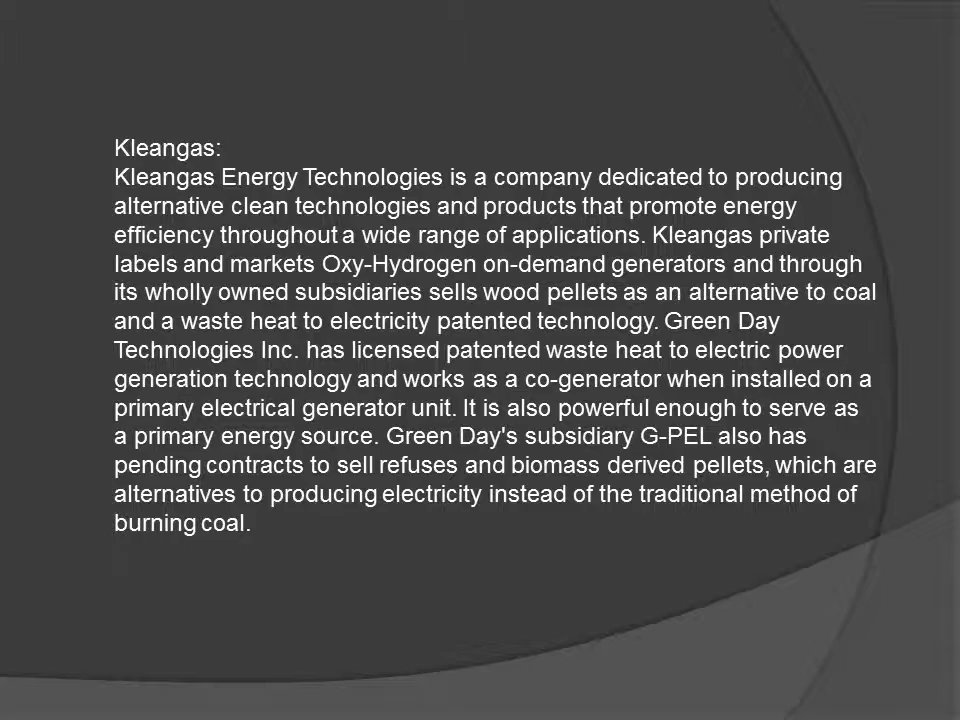 Kleangas:
Kleangas Energy Technologies is a company dedicated to producing
alternative clean technologies and products that promote energy
efficiency throughout a wide range of applications. Kleangas private
labels and markets Oxy-Hydrogen on-demand generators and through
its wholly owned subsidiaries sells wood pellets as an alternative to coal
and a waste heat to electricity patented technology. Green Day
Technologies Inc. has licensed patented waste heat to electric power
generation technology and works as a co-generator when installed on a
primary electrical generator unit. It is also powerful enough to serve as
a primary energy source. Green Day's subsidiary G-PEL also has
pending contracts to sell refuses and biomass derived pellets, which are
alternatives to producing electricity instead of the traditional method of
burning coal.